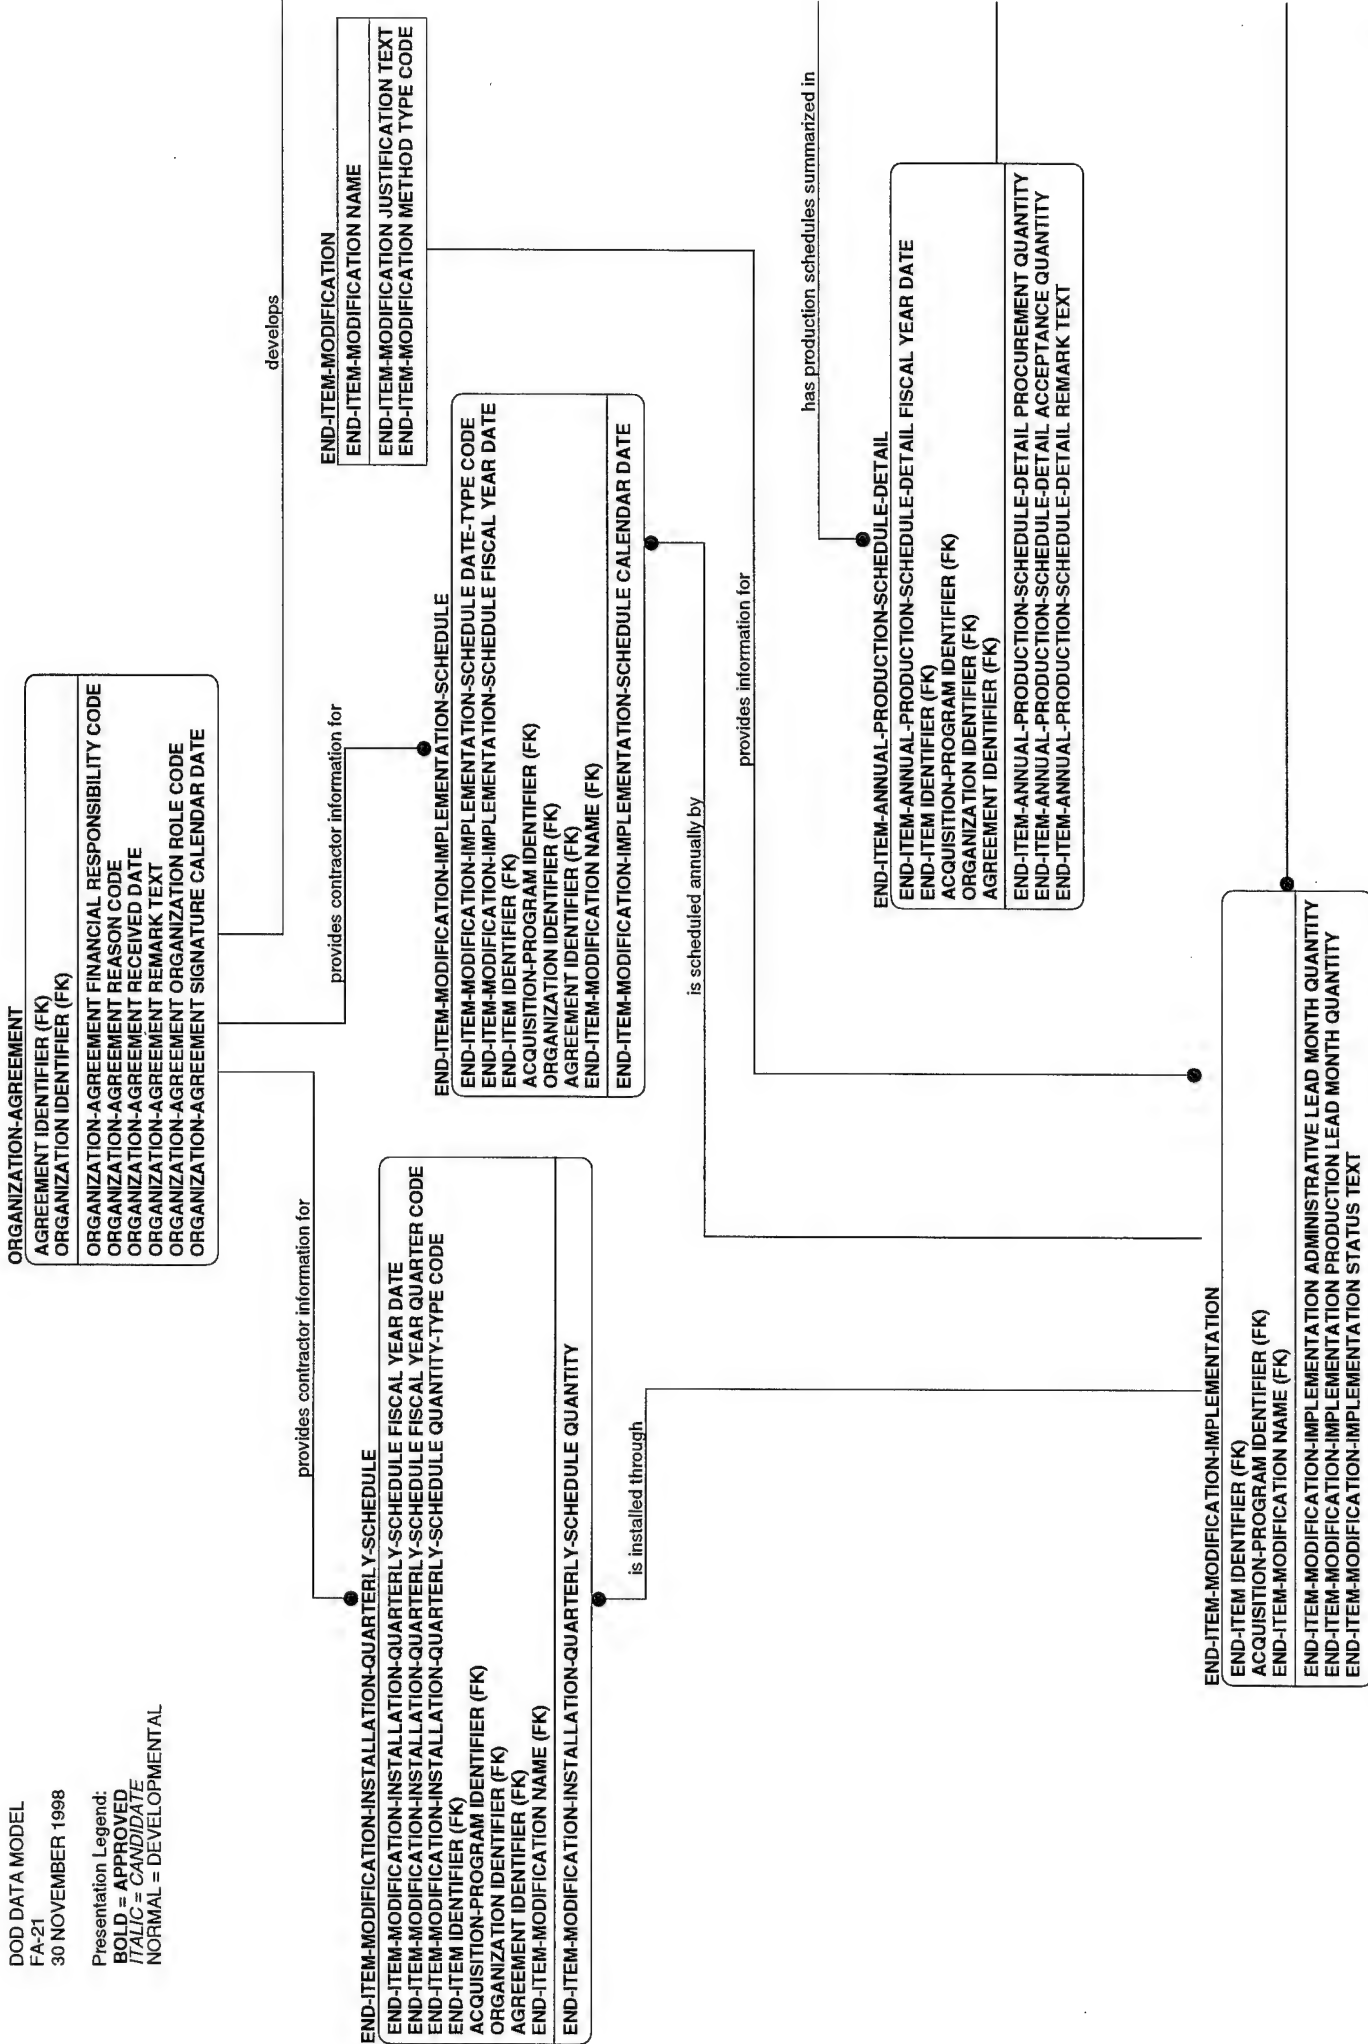 DOD DATA MODEL
FA-21
30 NOVEMBER 1998
Presentation Legend:
BOLD = APPROVED
ITALIC = CANDIDATE
NORMAL = DEVELOPMENTAL
ORGANIZATION-AGREEMENT
AGREEMENT IDENTIFIER (FK)
ORGANIZATION IDENTIFIER (FK)
ORGANIZATION-AGREEMENT FINANCIAL RESPONSIBILITY CODE
ORGANIZATION-AGREEMENT REASON CODE
ORGANIZATION-AGREEMENT RECEIVED DATE
ORGANIZATION-AGREEMENT REMARK TEXT
ORGANIZATION-AGREEMENT ORGANIZATION ROLE CODE
ORGANIZATION-AGREEMENT SIGNATURE CALENDAR DATE
develops
provides contractor information for
provides contractor information for
END-ITEM-MODIFICATION
END-ITEM-MODIFICATION NAME
END-ITEM-MODIFICATION JUSTIFICATION TEXT
END-ITEM-MODIFICATION METHOD TYPE CODE
END-ITEM-MODIFICATION-INSTALLATION-QUARTERLY-SCHEDULE
END-ITEM-MODIFICATION-INSTALLATION-QUARTERLY-SCHEDULE FISCAL YEAR DATE
END-ITEM-MODIFICATION-INSTALLATION-QUARTERLY-SCHEDULE FISCAL YEAR QUARTER CODE
END-ITEM-MODIFICATION-INSTALLATION-QUARTERLY-SCHEDULE QUANTITY-TYPE CODE
END-ITEM IDENTIFIER (FK)
ACQUISITION-PROGRAM IDENTIFIER (FK)
ORGANIZATION IDENTIFIER (FK)
AGREEMENT IDENTIFIER (FK)
END-ITEM-MODIFICATION NAME (FK)
END-ITEM-MODIFICATION-INSTALLATION-QUARTERLY-SCHEDULE QUANTITY
END-ITEM-MODIFICATION-IMPLEMENTATION-SCHEDULE
END-ITEM-MODIFICATION-IMPLEMENTATION-SCHEDULE DATE-TYPE CODE
END-ITEM-MODIFICATION-IMPLEMENTATION-SCHEDULE FISCAL YEAR DATE
END-ITEM IDENTIFIER (FK)
ACQUISITION-PROGRAM IDENTIFIER (FK)
ORGANIZATION IDENTIFIER (FK)
AGREEMENT IDENTIFIER (FK)
END-ITEM-MODIFICATION NAME (FK)
END-ITEM-MODIFICATION-IMPLEMENTATION-SCHEDULE CALENDAR DATE
is installed through
is scheduled annually by
provides information for
has production schedules summarized in
END-ITEM-ANNUAL-PRODUCTION-SCHEDULE-DETAIL
END-ITEM-ANNUAL-PRODUCTION-SCHEDULE-DETAIL FISCAL YEAR DATE
END-ITEM IDENTIFIER (FK)
ACQUISITION-PROGRAM IDENTIFIER (FK)
ORGANIZATION IDENTIFIER (FK)
AGREEMENT IDENTIFIER (FK)
END-ITEM-ANNUAL-PRODUCTION-SCHEDULE-DETAIL PROCUREMENT QUANTITY
END-ITEM-ANNUAL-PRODUCTION-SCHEDULE-DETAIL ACCEPTANCE QUANTITY
END-ITEM-ANNUAL-PRODUCTION-SCHEDULE-DETAIL REMARK TEXT
END-ITEM-MODIFICATION-IMPLEMENTATION
END-ITEM IDENTIFIER (FK)
ACQUISITION-PROGRAM IDENTIFIER (FK)
END-ITEM-MODIFICATION NAME (FK)
END-ITEM-MODIFICATION-IMPLEMENTATION ADMINISTRATIVE LEAD MONTH QUANTITY
END-ITEM-MODIFICATION-IMPLEMENTATION PRODUCTION LEAD MONTH QUANTITY
END-ITEM-MODIFICATION-IMPLEMENTATION STATUS TEXT